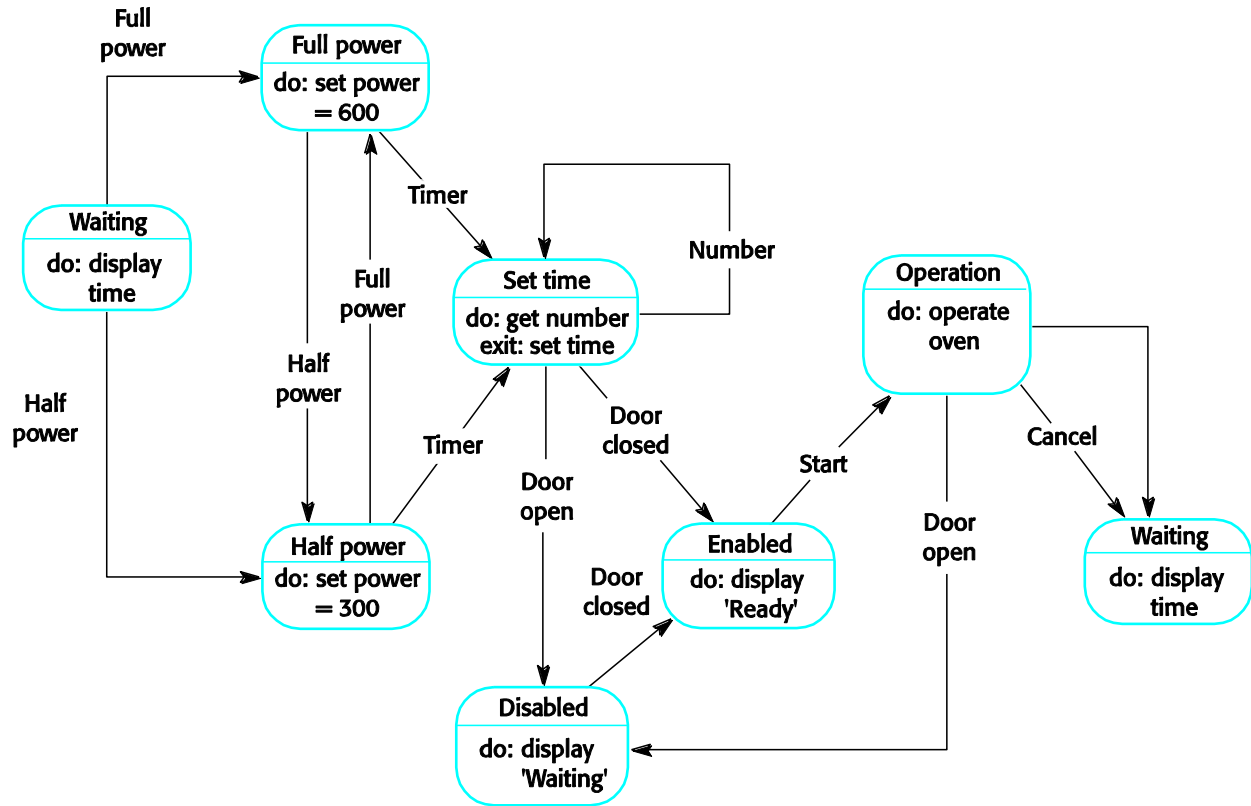 Full
power
Full power
do: set power
= 600
Waiting
do: display
time
Timer
Full
power
Half
power
Number
Set time
do: get number
exit: set time
Operation
do: operate
oven
Half
power
Timer
Door
closed
Door
open
Start
Cancel
Door
open
Half power
do: set power
= 300
Enabled
do: display
'Ready'
Door
closed
Waiting
do: display
time
Disabled
do: display
'Waiting'